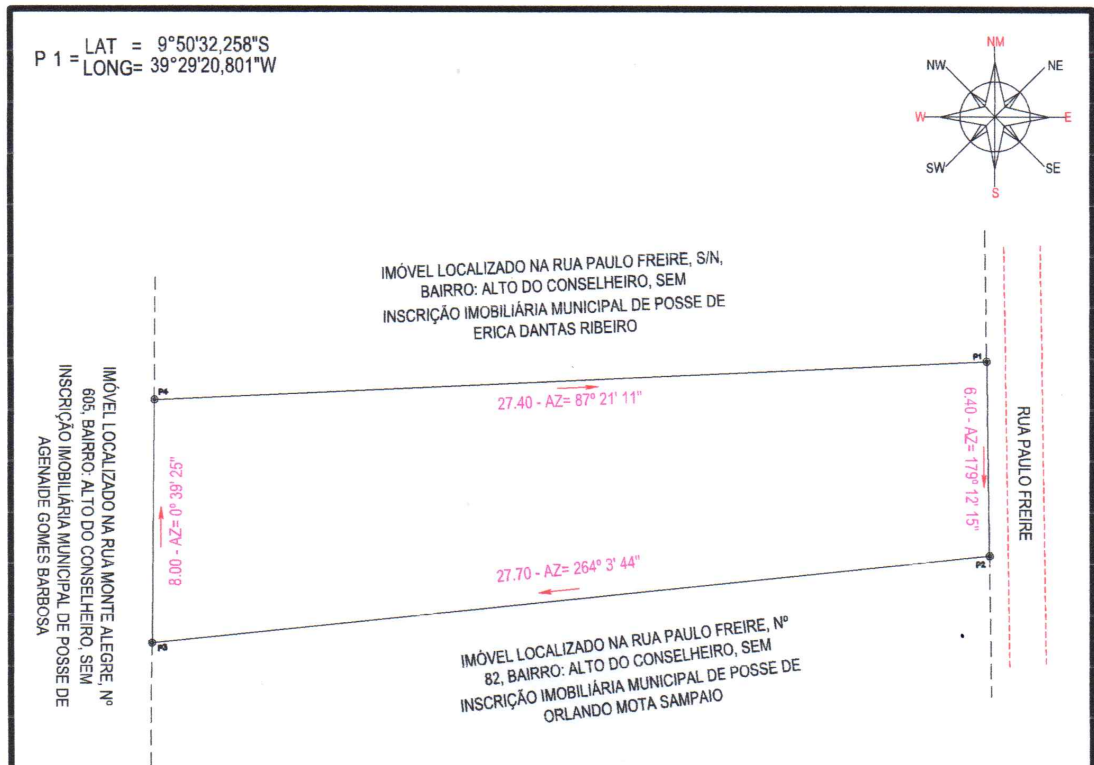 P 1 = LAT = 9°50'32,258"S
LONG= 39°29'20,801"W
NM
NW
NE
W
E
SW
SE
S
IMÓVEL LOCALIZADO NA RUA PAULO FREIRE, S/N,
BAIRRO: ALTO DO CONSELHEIRO, SEM
INSCRIÇÃO IMOBILIÁRIA MUNICIPAL DE POSSE DE
ERICA DANTAS RIBEIRO
P1
P4
27.40 - AZ= 87º 21' 11"
6.40 - AZ= 179º 12' 15"
RUA PAULO FREIRE
IMÓVEL LOCALIZADO NA RUA MONTE ALEGRE, Nº
605, BAIRRO: ALTO DO CONSELHEIRO, SEM
INSCRIÇÃO IMOBILIÁRIA MUNICIPAL DE POSSE DE
AGENAIDE GOMES BARBOSA
8.00 - AZ= 0º 39' 25"
27.70 - AZ= 264º 3' 44"
P2
P3
IMÓVEL LOCALIZADO NA RUA PAULO FREIRE, Nº
82, BAIRRO: ALTO DO CONSELHEIRO, SEM
INSCRIÇÃO IMOBILIÁRIA MUNICIPAL DE POSSE DE
ORLANDO MOTA SAMPAIO